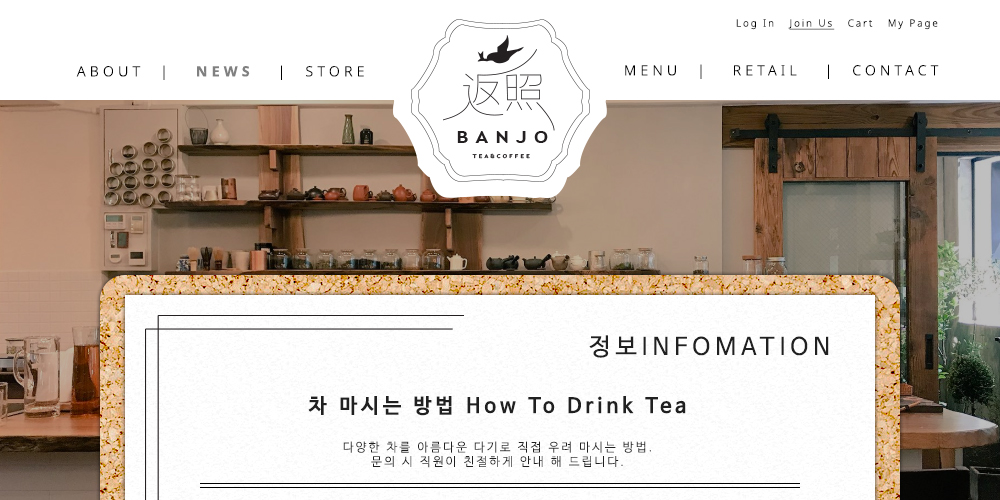 Log In Join Us Cart My Page
ABOUT | NEWS | STORE
MENU | RETAIL | CONTACT
返照
BANJO
TEA&COFFEE
정보INFOMATION
차 마시는 방법 How To Drink Tea
다양한 차를 아름다운 다기로 직접 우려 마시는 방법.
문의 시 직원이 친절하게 안내 해 드립니다.